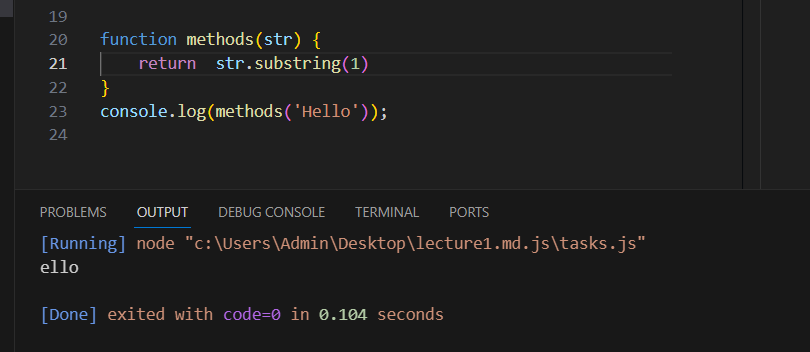 19
20 function methods(str) {
21 return  str.substring(1)
22 }
23 console.log(methods('Hello'));
24
PROBLEMS OUTPUT DEBUG CONSOLE TERMINAL PORTS
[Running] node "c:\Users\Admin\Desktop\lecture1.md.js\tasks.js"
ello
[Done] exited with code=0 in 0.104 seconds